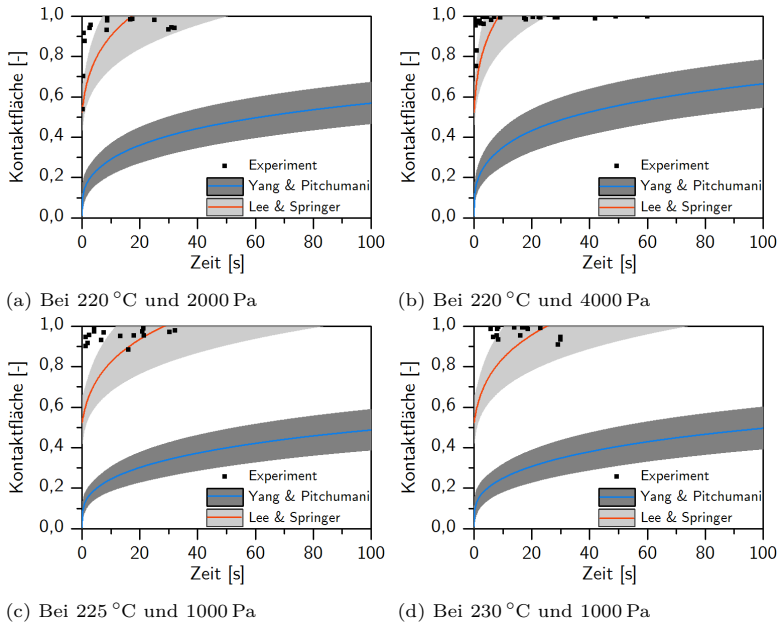 1,0
0,8
0,6
0,4
0,2
0,0
Kontaktfläche [-]
Experiment
Yang & Pitchumani
Lee & Springer
0 20 40 60 80 100
Zeit [s]
(a) Bei 220 °C und 2000 Pa
1,0
0,8
0,6
0,4
0,2
0,0
Kontaktfläche [-]
Experiment
Yang & Pitchumani
Lee & Springer
0 20 40 60 80 100
Zeit [s]
(b) Bei 220 °C und 4000 Pa
1,0
0,8
0,6
0,4
0,2
0,0
Kontaktfläche [-]
Experiment
Yang & Pitchumani
Lee & Springer
0 20 40 60 80 100
Zeit [s]
(c) Bei 225 °C und 1000 Pa
1,0
0,8
0,6
0,4
0,2
0,0
Kontaktfläche [-]
Experiment
Yang & Pitchumani
Lee & Springer
0 20 40 60 80 100
Zeit [s]
(d) Bei 230 °C und 1000 Pa